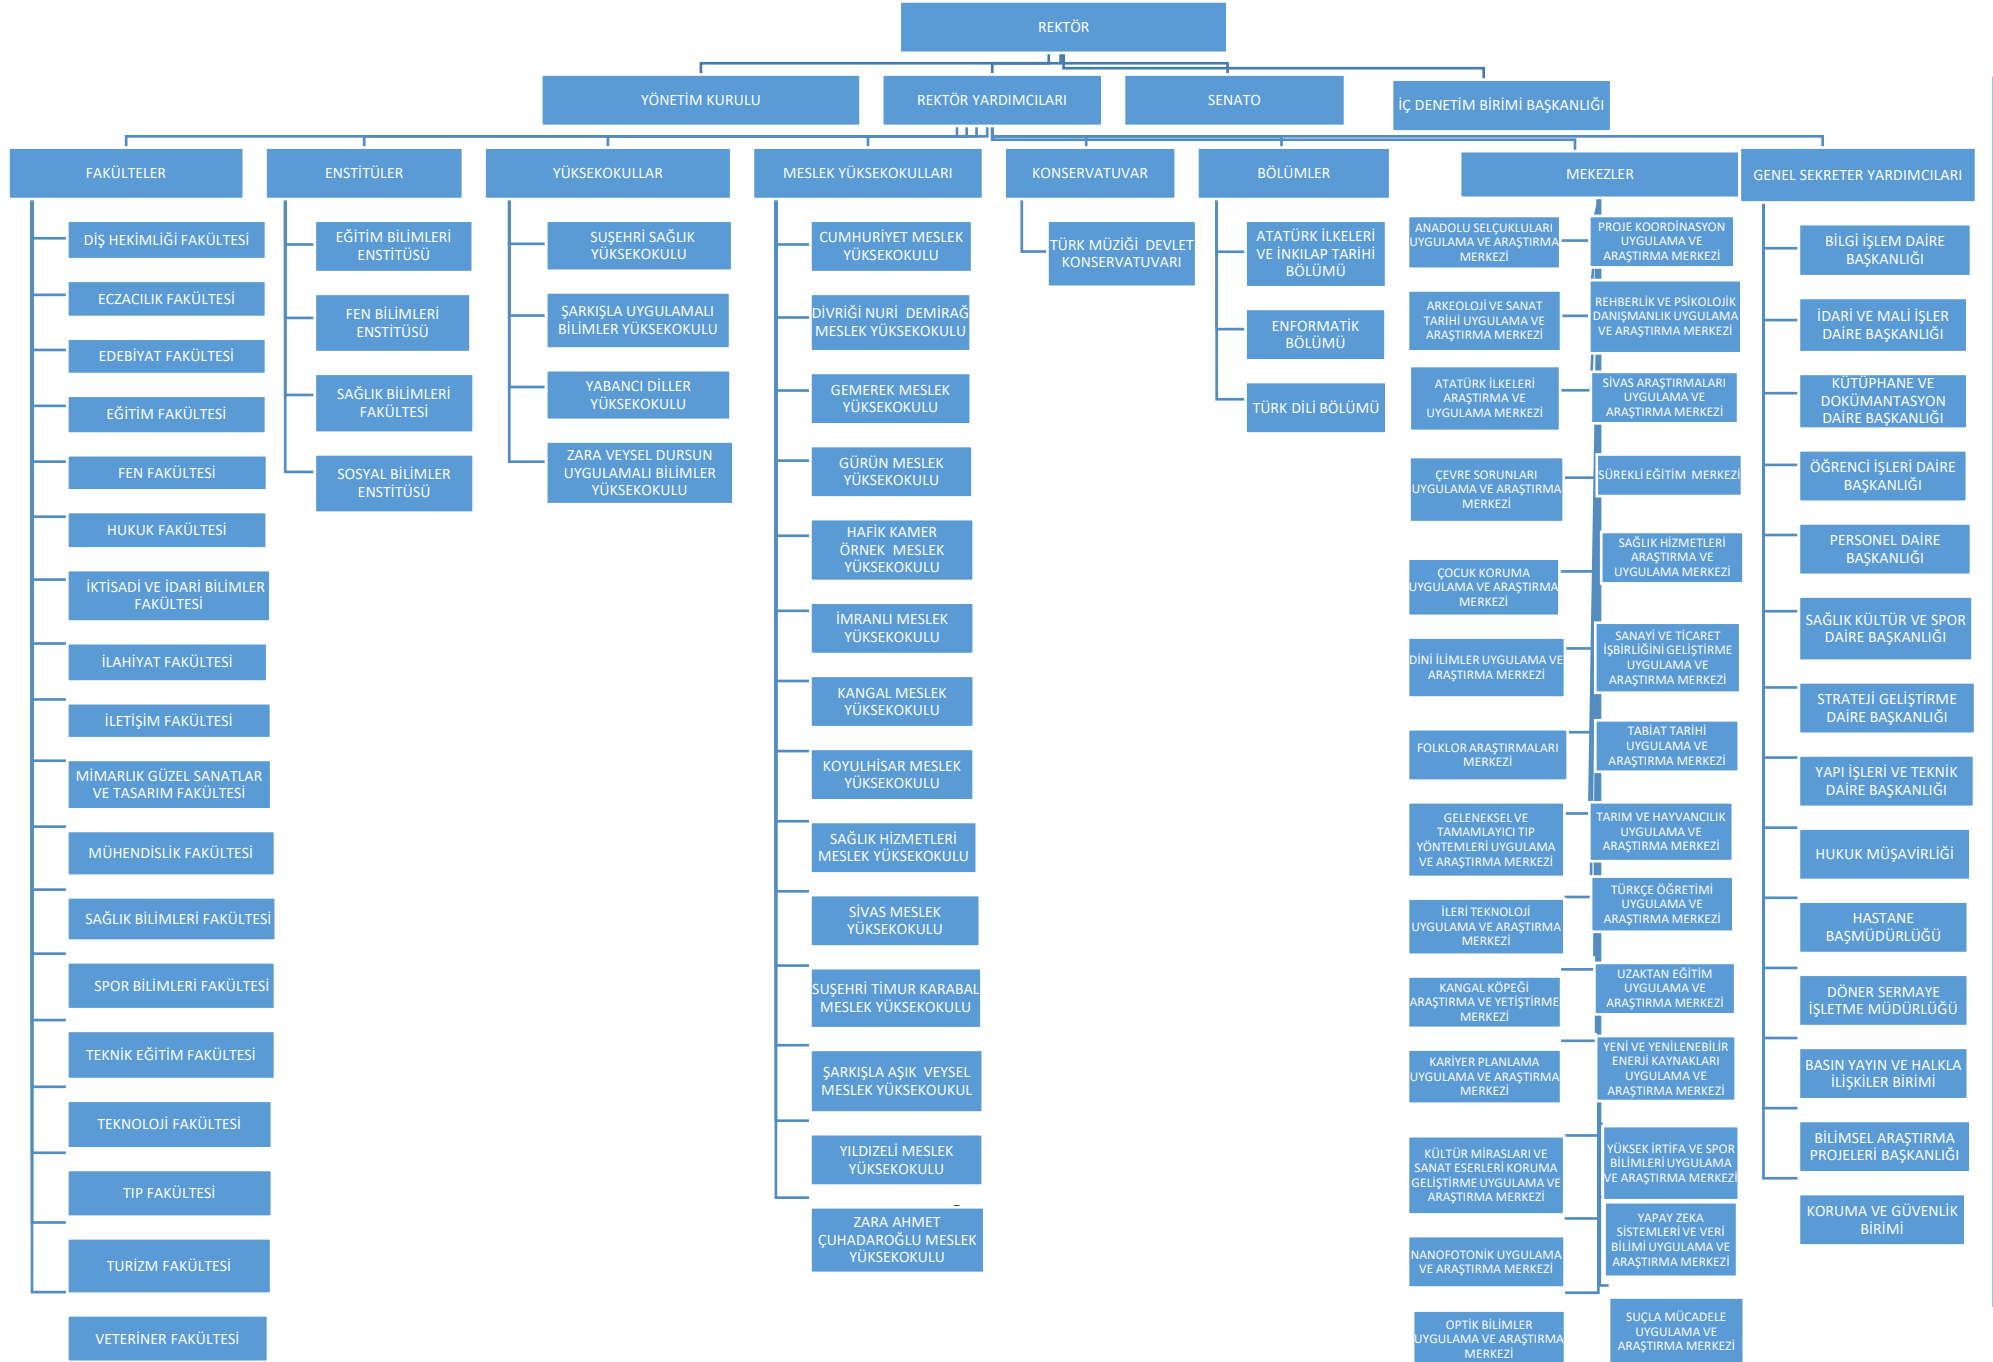 REKTÖR
YÖNETİM KURULU
REKTÖR YARDIMCILARI
SENATO
İÇ DENETİM BİRİMİ BAŞKANLIĞI
FAKÜLTELER
DİŞ HEKİMLİĞİ FAKÜLTESİ
ECZACILIK FAKÜLTESİ
EDEBİYAT FAKÜLTESİ
EĞİTİM FAKÜLTESİ
FEN FAKÜLTESİ
HUKUK FAKÜLTESİ
İKTİSADİ VE İDARİ BİLİMLER
FAKÜLTESİ
İLAHİYAT FAKÜLTESİ
İLETİŞİM FAKÜLTESİ
MİMARLIK GÜZEL SANATLAR
VE TASARIM FAKÜLTESİ
MÜHENDİSLİK FAKÜLTESİ
SAĞLIK BİLİMLERİ FAKÜLTESİ
SPOR BİLİMLERİ FAKÜLTESİ
TEKNİK EĞİTİM FAKÜLTESİ
TEKNOLOJİ FAKÜLTESİ
TIP FAKÜLTESİ
TURİZM FAKÜLTESİ
VETERİNER FAKÜLTESİ
ENSTİTÜLER
EĞİTİM BİLİMLERİ
ENSTİTÜSÜ
FEN BİLİMLERİ
ENSTİTÜSÜ
SAĞLIK BİLİMLERİ
FAKÜLTESİ
SOSYAL BİLİMLER
ENSTİTÜSÜ
YÜKSEKOKULLAR
SUŞEHRİ SAĞLIK
YÜKSEKOKULU
ŞARKIŞLA UYGULAMALI
BİLİMLER YÜKSEKOKULU
YABANCI DİLLER
YÜKSEKOKULU
ZARA VEYSEL DURSUN
UYGULAMALI BİLİMLER
YÜKSEKOKULU
MESLEK YÜKSEKOKULLARI
CUMHURİYET MESLEK
YÜKSEKOKULU
DİVRİĞİ NURİ DEMİRAĞ
MESLEK YÜKSEKOKULU
GEMEREK MESLEK
YÜKSEKOKULU
GÜRÜN MESLEK
YÜKSEKOKULU
HAFİK KAMER
ÖRNEK MESLEK
YÜKSEKOKULU
İMRANLI MESLEK
YÜKSEKOKULU
KANGAL MESLEK
YÜKSEKOKULU
KOYULHİSAR MESLEK
YÜKSEKOKULU
SAĞLIK HİZMETLERİ
MESLEK YÜKSEKOKULU
SİVAS MESLEK
YÜKSEKOKULU
SUŞEHRİ TİMUR KARABAL
MESLEK YÜKSEKOKULU
ŞARKIŞLA AŞIK VEYSEL
MESLEK YÜKSEKOUKUL
YILDIZELİ MESLEK
YÜKSEKOKULU
ZARA AHMET
ÇUHADAROĞLU MESLEK
YÜKSEKOKULU
KONSERVATUVAR
TÜRK MÜZİĞİ DEVLET
KONSERVATUVARI
BÖLÜMLER
ATATÜRK İLKELERİ
VE İNKILAP TARİHİ
BÖLÜMÜ
ENFORMATİK
BÖLÜMÜ
TÜRK DİLİ BÖLÜMÜ
MEKEZLER
ANADOLU SELÇUKLULARI
UYGULAMA VE ARAŞTIRMA
MERKEZİ
ARKEOLOJİ VE SANAT
TARİHİ UYGULAMA VE
ARAŞTIRMA MERKEZİ
ATATÜRK İLKELERİ
ARAŞTIRMA VE
UYGULAMA MERKEZİ
ÇEVRE SORUNLARI
UYGULAMA VE ARAŞTIRMA
MERKEZİ
ÇOCUK KORUMA
UYGULAMA VE ARAŞTIRMA
MERKEZİ
DİNİ İLİMLER UYGULAMA VE
ARAŞTIRMA MERKEZİ
FOLKLOR ARAŞTIRMALARI
MERKEZİ
GELENEKSEL VE
TAMAMLAYICI TIP
YÖNTEMLERİ UYGULAMA
VE ARAŞTIRMA MERKEZİ
İLERİ TEKNOLOJİ
UYGULAMA VE ARAŞTIRMA
MERKEZİ
KANGAL KÖPEĞİ
ARAŞTIRMA VE YETİŞTİRME
MERKEZİ
KARİYER PLANLAMA
UYGULAMA VE ARAŞTIRMA
MERKEZİ
KÜLTÜR MİRASLARI VE
SANAT ESERLERİ KORUMA
GELİŞTİRME UYGULAMA VE
ARAŞTIRMA MERKEZİ
NANOFOTONİK UYGULAMA
VE ARAŞTIRMA MERKEZİ
OPTİK BİLİMLER
UYGULAMA VE ARAŞTIRMA
MERKEZİ
PROJE KOORDİNASYON
UYGULAMA VE
ARAŞTIRMA MERKEZİ
REHBERLİK VE PSİKOLOJİK
DANIŞMANLIK UYGULAMA
VE ARAŞTIRMA MERKEZİ
SİVAS ARAŞTIRMALARI
UYGULAMA VE
ARAŞTIRMA MERKEZİ
SÜREKLİ EĞİTİM MERKEZİ
SAĞLIK HİZMETLERİ
ARAŞTIRMA VE
UYGULAMA MERKEZİ
SANAYİ VE TİCARET
İŞBİRLİĞİNİ GELİŞTİRME
UYGULAMA VE
ARAŞTIRMA MERKEZİ
TABİAT TARİHİ
UYGULAMA VE
ARAŞTIRMA MERKEZİ
TARIM VE HAYVANCILIK
UYGULAMA VE
ARAŞTIRMA MERKEZİ
TÜRKÇE ÖĞRETİMİ
UYGULAMA VE
ARAŞTIRMA MERKEZİ
UZAKTAN EĞİTİM
UYGULAMA VE
ARAŞTIRMA MERKEZİ
YENİ VE YENİLENEBİLİR
ENERJİ KAYNAKLARI
UYGULAMA VE
ARAŞTIRMA MERKEZİ
YÜKSEK İRTİFA VE SPOR
BİLİMLERİ UYGULAMA
VE ARAŞTIRMA MERKEZİ
YAPAY ZEKA
SİSTEMLERİ VE VERİ
BİLİMİ UYGULAMA VE
ARAŞTIRMA MERKEZİ
SUÇLA MÜCADELE
UYGULAMA VE
ARAŞTIRMA MERKEZİ
GENEL SEKRETER YARDIMCILARI
BİLGİ İŞLEM DAİRE
BAŞKANLIĞI
İDARİ VE MALİ İŞLER
DAİRE BAŞKANLIĞI
KÜTÜPHANE VE
DOKÜMANTASYON
DAİRE BAŞKANLIĞI
ÖĞRENCİ İŞLERİ DAİRE
BAŞKANLIĞI
PERSONEL DAİRE
BAŞKANLIĞI
SAĞLIK KÜLTÜR VE SPOR
DAİRE BAŞKANLIĞI
STRATEJİ GELİŞTİRME
DAİRE BAŞKANLIĞI
YAPI İŞLERİ VE TEKNİK
DAİRE BAŞKANLIĞI
HUKUK MÜŞAVİRLİĞİ
HASTANE
BAŞMÜDÜRLÜĞÜ
DÖNER SERMAYE
İŞLETME MÜDÜRLÜĞÜ
BASIN YAYIN VE HALKLA
İLİŞKİLER BİRİMİ
BİLİMSEL ARAŞTIRMA
PROJELERİ BAŞKANLIĞI
KORUMA VE GÜVENLİK
BİRİMİ